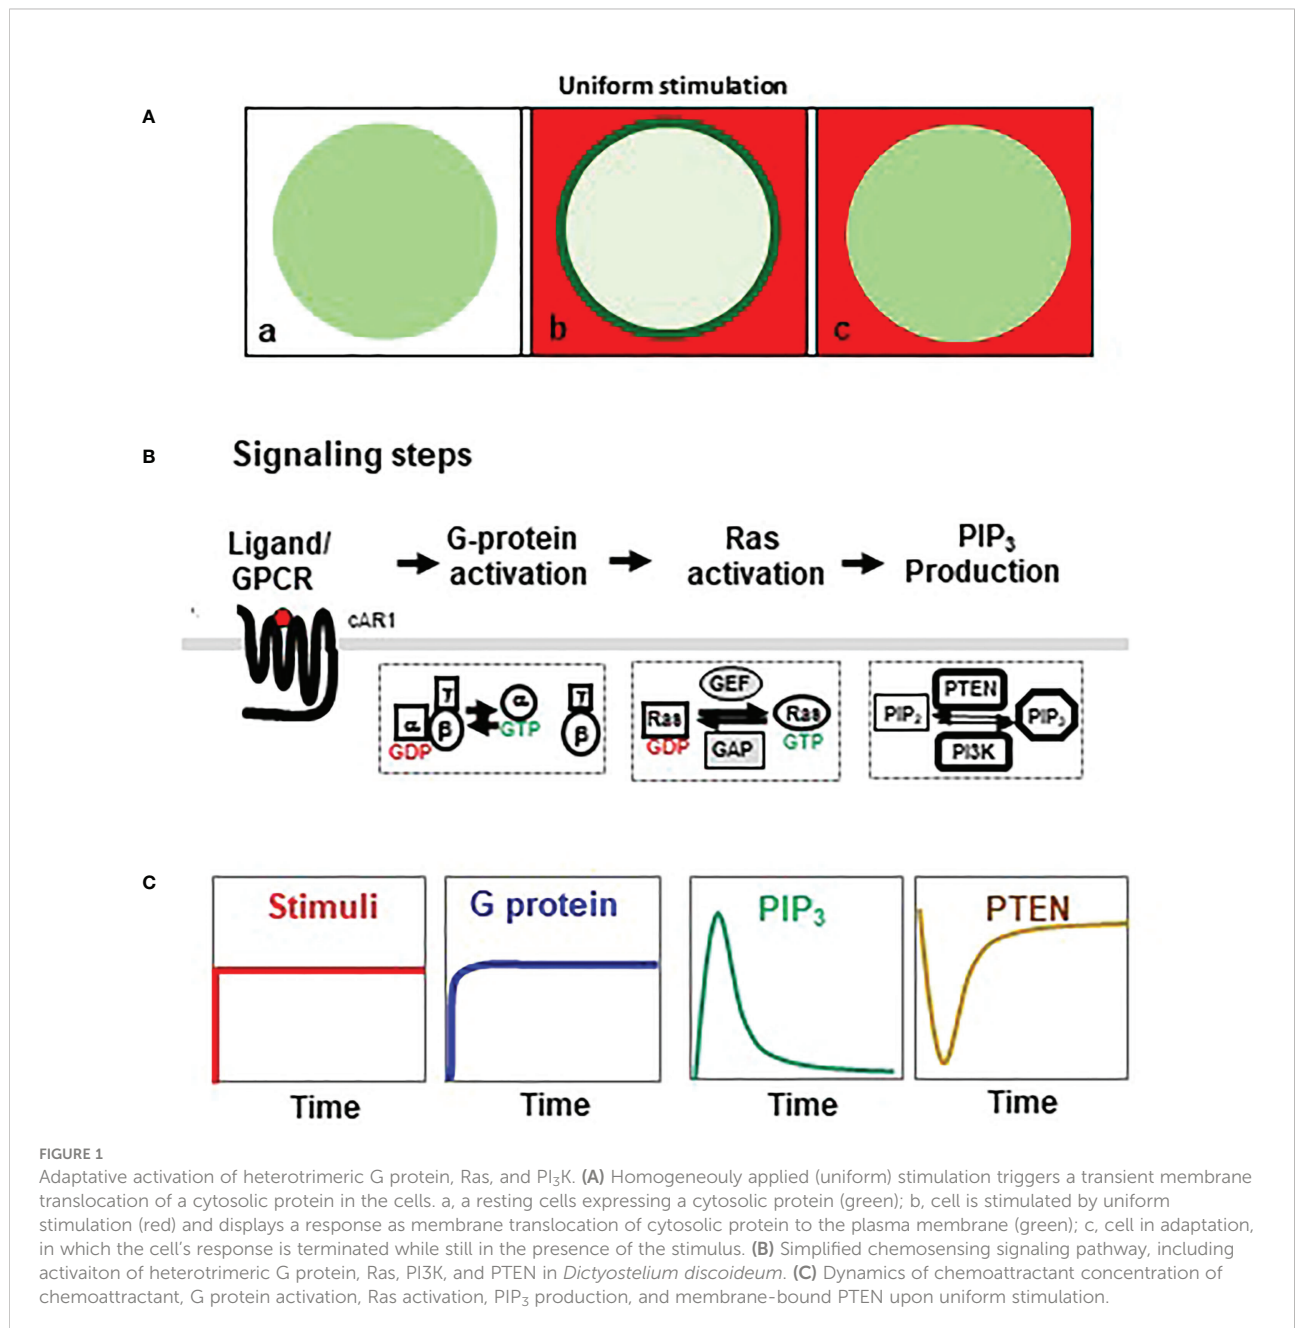 Uniform stimulation
A
a
b
c
B
Signaling steps
Ligand/
GPCR
G-protein
activation
Ras
activation
PIP₃
Production
cAR1
α
GDP
γ
β
α
GTP
γ
β
Ras
GDP
GEF
GAP
Ras
GTP
PIP₂
PTEN
PI3K
PIP₃
C
Stimuli
G protein
PIP₃
PTEN
Time
Time
Time
Time
FIGURE 1
Adaptative activation of heterotrimeric G protein, Ras, and PI₃K. (A) Homogeneouly applied (uniform) stimulation triggers a transient membrane
translocation of a cytosolic protein in the cells. a, a resting cells expressing a cytosolic protein (green); b, cell is stimulated by uniform
stimulation (red) and displays a response as membrane translocation of cytosolic protein to the plasma membrane (green); c, cell in adaptation,
in which the cell’s response is terminated while still in the presence of the stimulus. (B) Simplified chemosensing signaling pathway, including
activaiton of heterotrimeric G protein, Ras, PI3K, and PTEN in Dictyostelium discoideum. (C) Dynamics of chemoattractant concentration of
chemoattractant, G protein activation, Ras activation, PIP₃ production, and membrane-bound PTEN upon uniform stimulation.